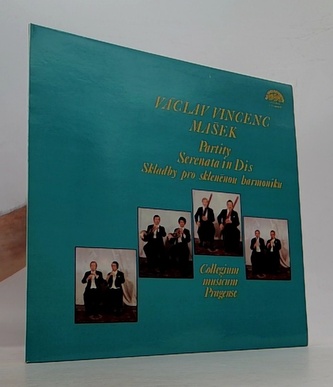 VÁCLAV VINCENC
MAŠEK
Partity
Serenata in Dis
Skladby pro skleněnou harmoniku
Collegium
musicum
Pragense